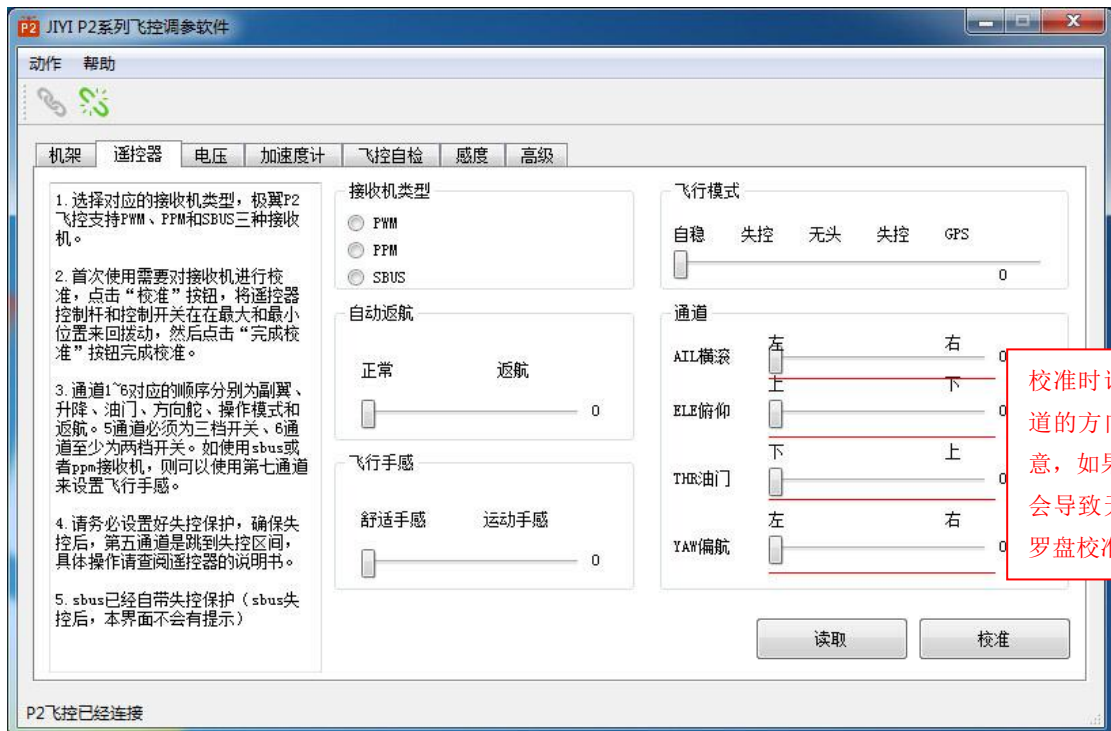 JIYI P2系列飞控调参软件
动作 帮助
机架 遥控器 电压 加速度计 飞控自检 感度 高级
1.选择对应的接收机类型，极翼P2
飞控支持PWM、PPM和SBUS三种接收
机。
2.首次使用需要对接收机进行校
准，点击“校准”按钮，将遥控器
控制杆和控制开关在在最大和最小
位置来回拨动，然后点击“完成校
准”按钮完成校准。
3.通道1~6对应的顺序分别为副翼、
升降、油门、方向舵、操作模式和
返航。5通道必须为三档开关、6通
道至少为两档开关。如使用sbus或
者ppm接收机，则可以使用第七通道
来设置飞行手感。
4.请务必设置好失控保护，确保失
控后，第五通道是跳到失控区间，
具体操作请查阅遥控器的说明书。
5.sbus已经自带失控保护（sbus失
控后，本界面不会有提示）
接收机类型
PWM
PPM
SBUS
自动返航
正常 返航
0
飞行手感
舒适手感 运动手感
0
飞行模式
自稳 失控 无头 失控 GPS
0
通道
左 右
AIL横滚 0
上 下
ELE俯仰 0
下 上
THR油门 0
左 右
YAW偏航 0
校准时
道的方
意，如
会导致
罗盘校
读取 校准
P2飞控已经连接